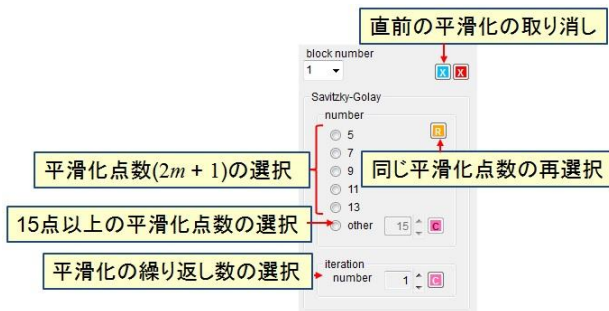 直前の平滑化の取り消し
block number
1
X X
Savitzky-Golay
number
5
R
7
平滑化点数(2m + 1)の選択
9
同じ平滑化点数の再選択
11
13
15点以上の平滑化点数の選択
other 15 C
平滑化の繰り返し数の選択
iteration
number 1 C